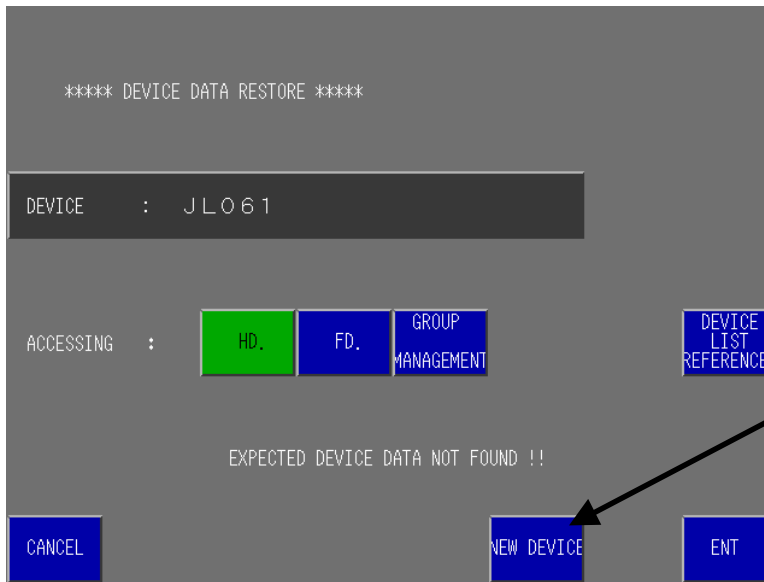 ***** DEVICE DATA RESTORE *****
DEVICE : JL061
ACCESSING : HD. FD. GROUP MANAGEMENT
DEVICE LIST REFERENCE
EXPECTED DEVICE DATA NOT FOUND !!
CANCEL NEW DEVICE ENT